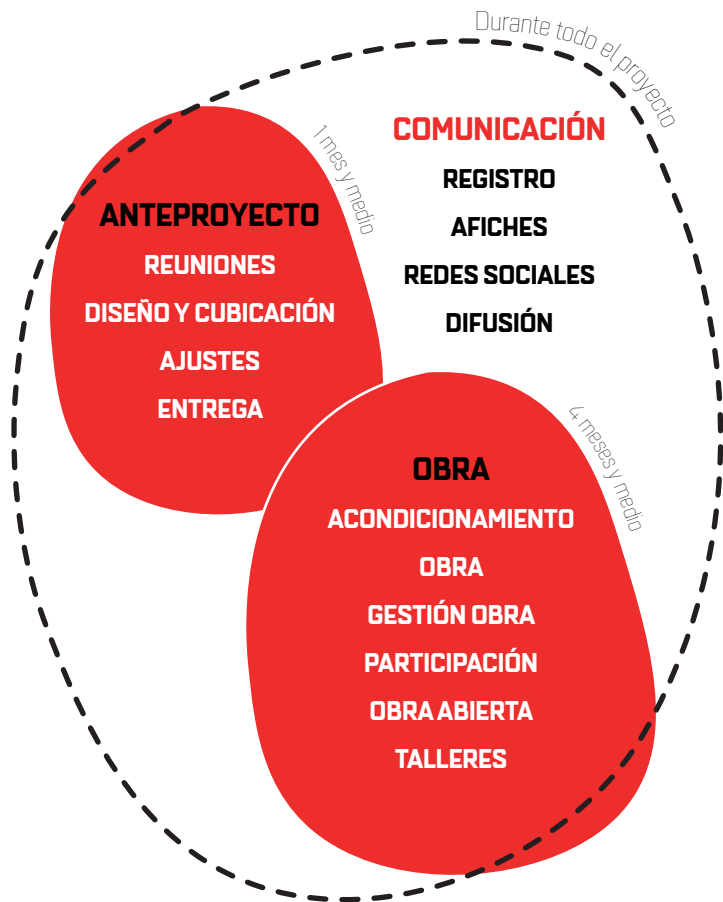 Durante todo el proyecto
COMUNICACIÓN
REGISTRO
AFICHES
REDES SOCIALES
DIFUSIÓN
1 mes y medio
ANTEPROYECTO
REUNIONES
DISEÑO Y CUBICACIÓN
AJUSTES
ENTREGA
4 meses y medio
OBRA
ACONDICIONAMIENTO
OBRA
GESTIÓN OBRA
PARTICIPACIÓN
OBRA ABIERTA
TALLERES